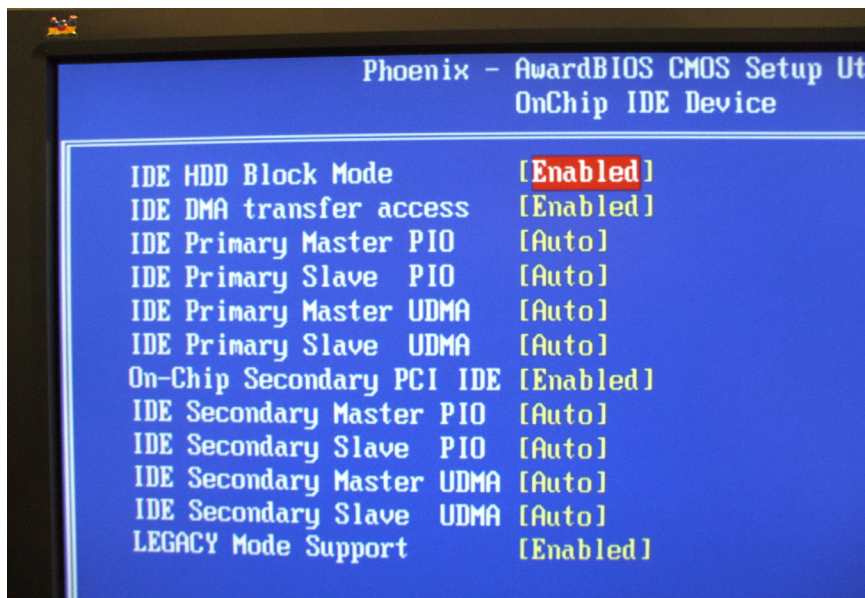 Phoenix - AwardBIOS CMOS Setup Ut
OnChip IDE Device
IDE HDD Block Mode [Enabled]
IDE DMA transfer access [Enabled]
IDE Primary Master PIO [Auto]
IDE Primary Slave PIO [Auto]
IDE Primary Master UDMA [Auto]
IDE Primary Slave UDMA [Auto]
On-Chip Secondary PCI IDE [Enabled]
IDE Secondary Master PIO [Auto]
IDE Secondary Slave PIO [Auto]
IDE Secondary Master UDMA [Auto]
IDE Secondary Slave UDMA [Auto]
LEGACY Mode Support [Enabled]